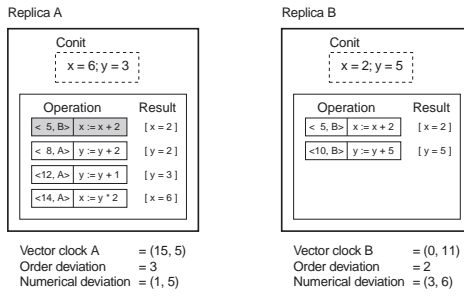 Replica A
Conit
x = 6; y = 3
Operation Result
< 5, B> x := x + 2 [ x = 2 ]
< 8, A> y := y + 2 [ y = 2 ]
<12, A> y := y + 1 [ y = 3 ]
<14, A> x := y * 2 [ x = 6 ]
Vector clock A = (15, 5)
Order deviation = 3
Numerical deviation = (1, 5)
Replica B
Conit
x = 2; y = 5
Operation Result
< 5, B> x := x + 2 [ x = 2 ]
<10, B> y := y + 5 [ y = 5 ]
Vector clock B = (0, 11)
Order deviation = 2
Numerical deviation = (3, 6)